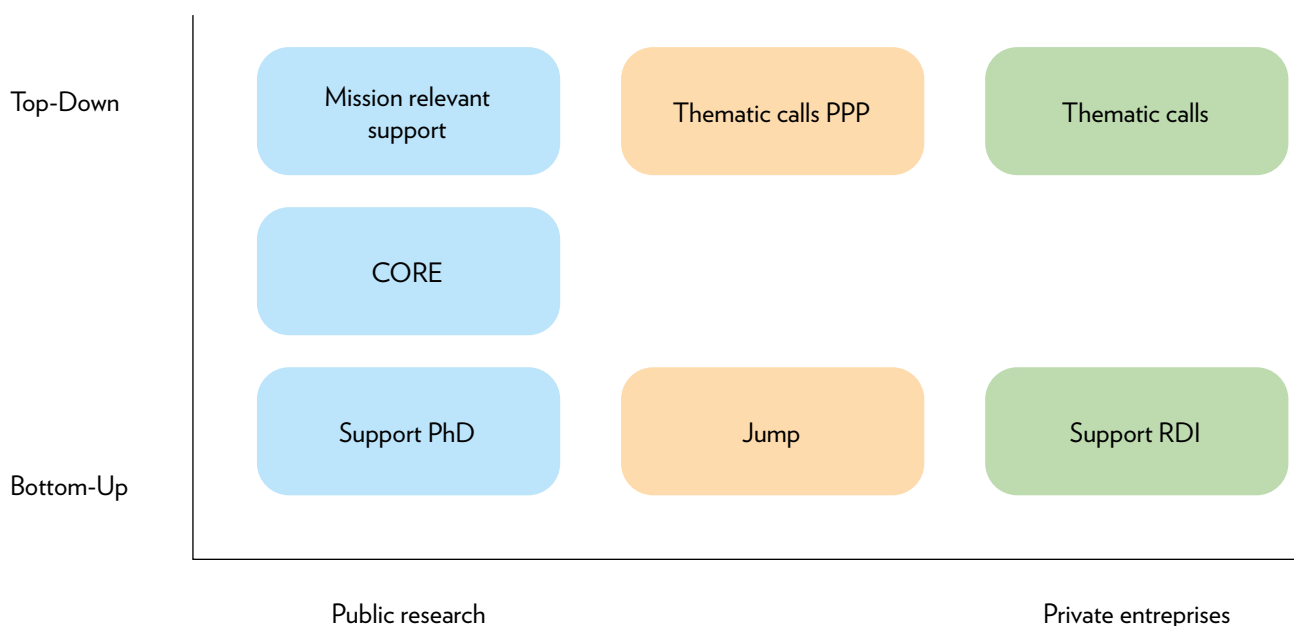 Top-Down
Mission relevant
support
Thematic calls PPP
Thematic calls
CORE
Support PhD
Jump
Support RDI
Bottom-Up
Public research
Private entreprises